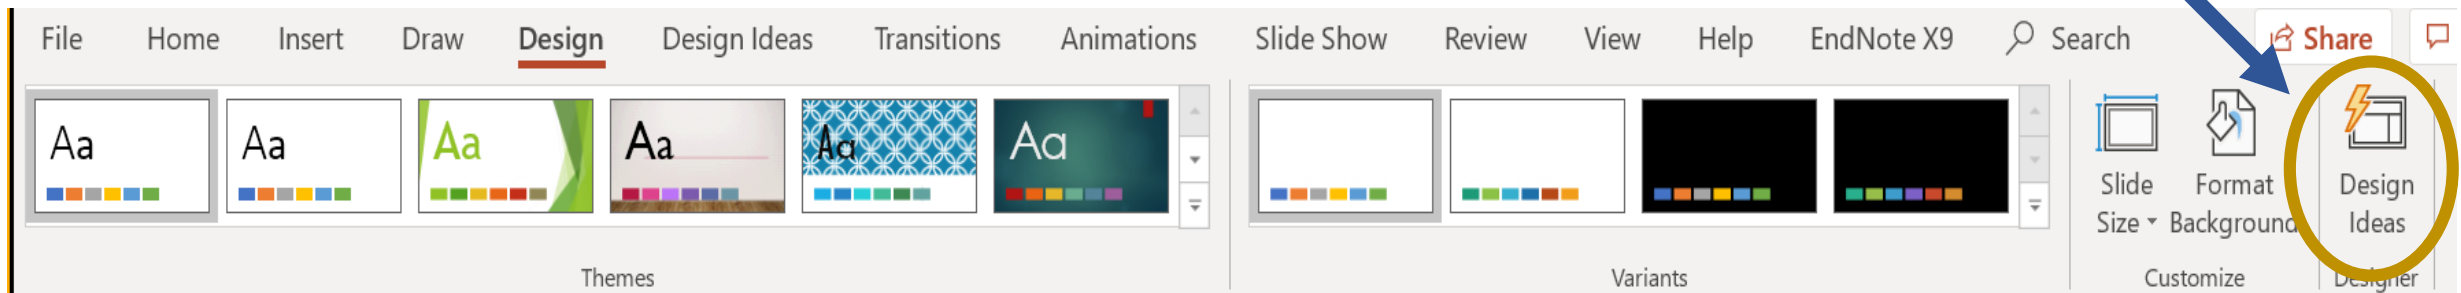 File Home Insert Draw Design Design Ideas Transitions Animations Slide Show Review View Help EndNote X9 Search Share
Aa Aa Aa Aa Aa Aa
Slide Size Format Background Design Ideas
Themes Variants Customize Designer